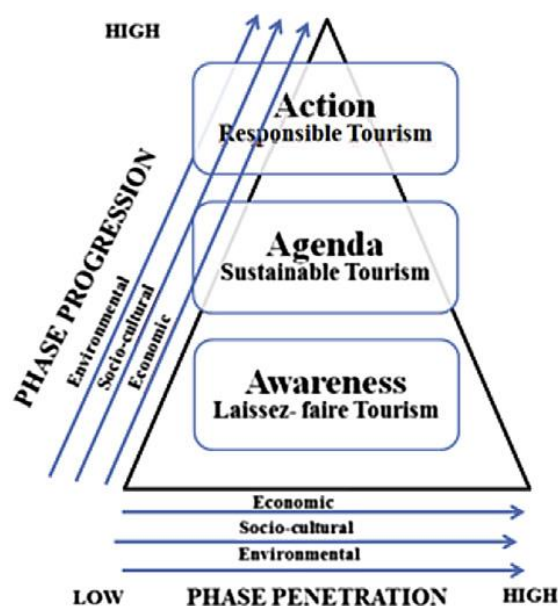 HIGH
Action
Responsible Tourism
Agenda
Sustainable Tourism
Awareness
Laissez- faire Tourism
PHASE PROGRESSION
Environmental
Socio-cultural
Economic
Economic
Socio-cultural
Environmental
LOW PHASE PENETRATION HIGH